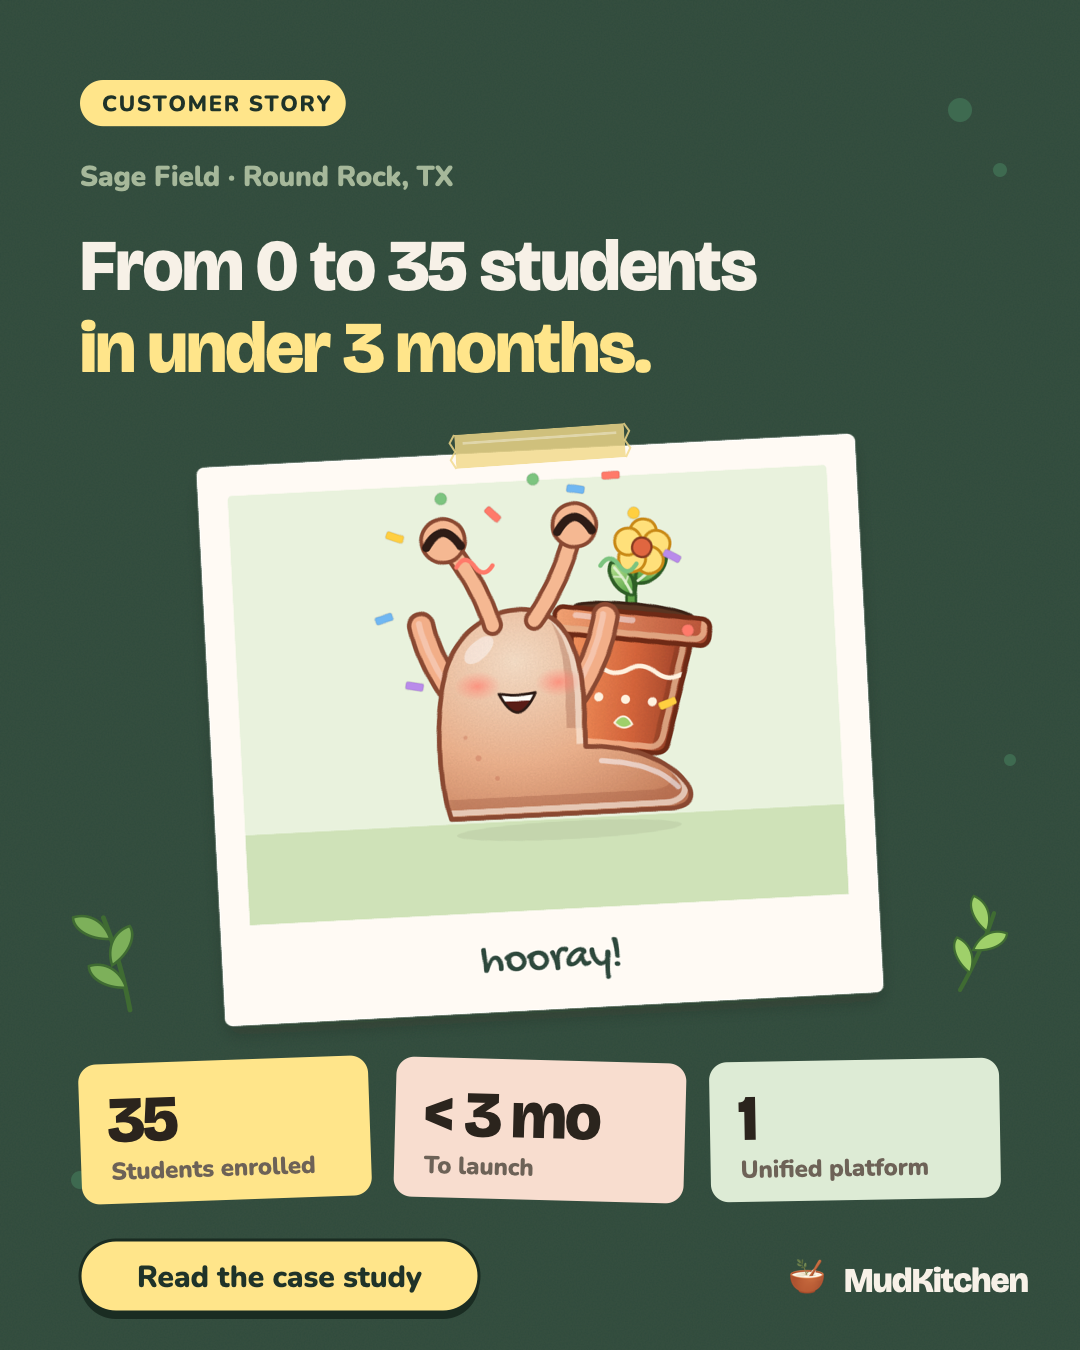 CUSTOMER STORY
Sage Field · Round Rock, TX
From 0 to 35 students
in under 3 months.
hooray!
35
Students enrolled
< 3 mo
To launch
1
Unified platform
Read the case study
MudKitchen